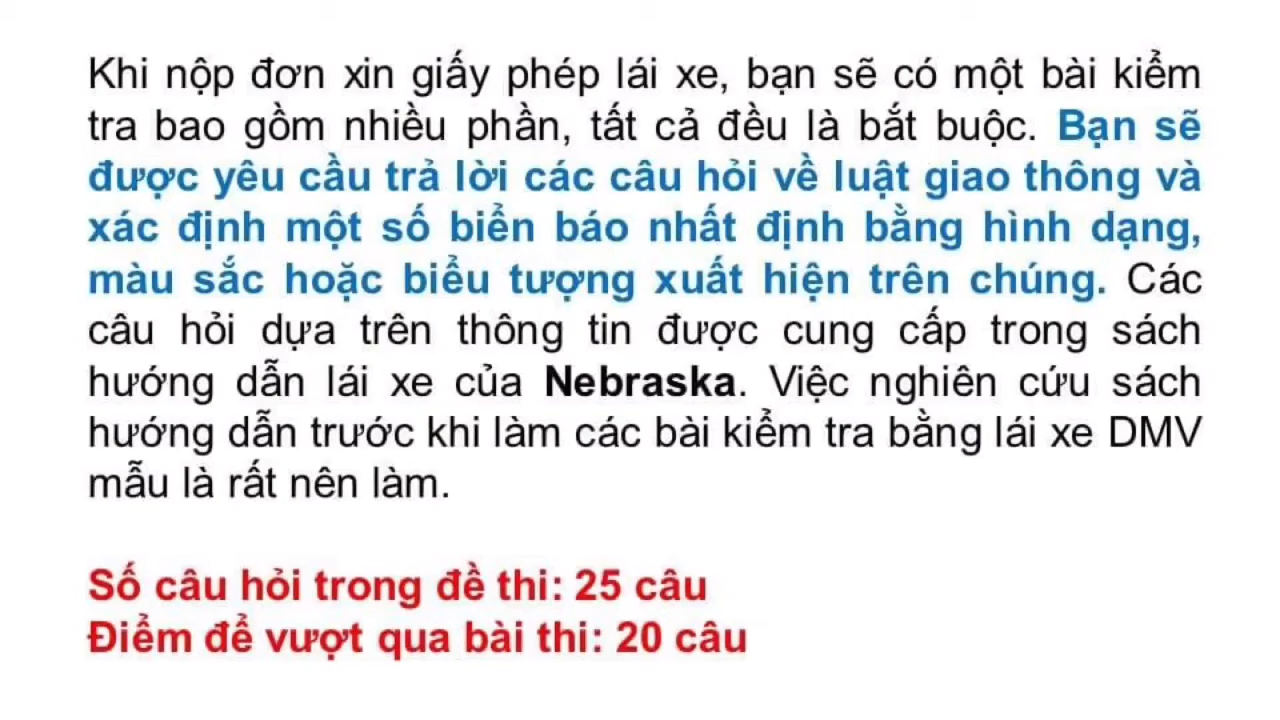 Khi nộp đơn xin giấy phép lái xe, bạn sẽ có một bài kiểm
tra bao gồm nhiều phần, tất cả đều là bắt buộc. Bạn sẽ
được yêu cầu trả lời các câu hỏi về luật giao thông và
xác định một số biển báo nhất định bằng hình dạng,
màu sắc hoặc biểu tượng xuất hiện trên chúng. Các
câu hỏi dựa trên thông tin được cung cấp trong sách
hướng dẫn lái xe của Nebraska. Việc nghiên cứu sách
hướng dẫn trước khi làm các bài kiểm tra bằng lái xe DMV
mẫu là rất nên làm.
Số câu hỏi trong đề thi: 25 câu
Điểm để vượt qua bài thi: 20 câu